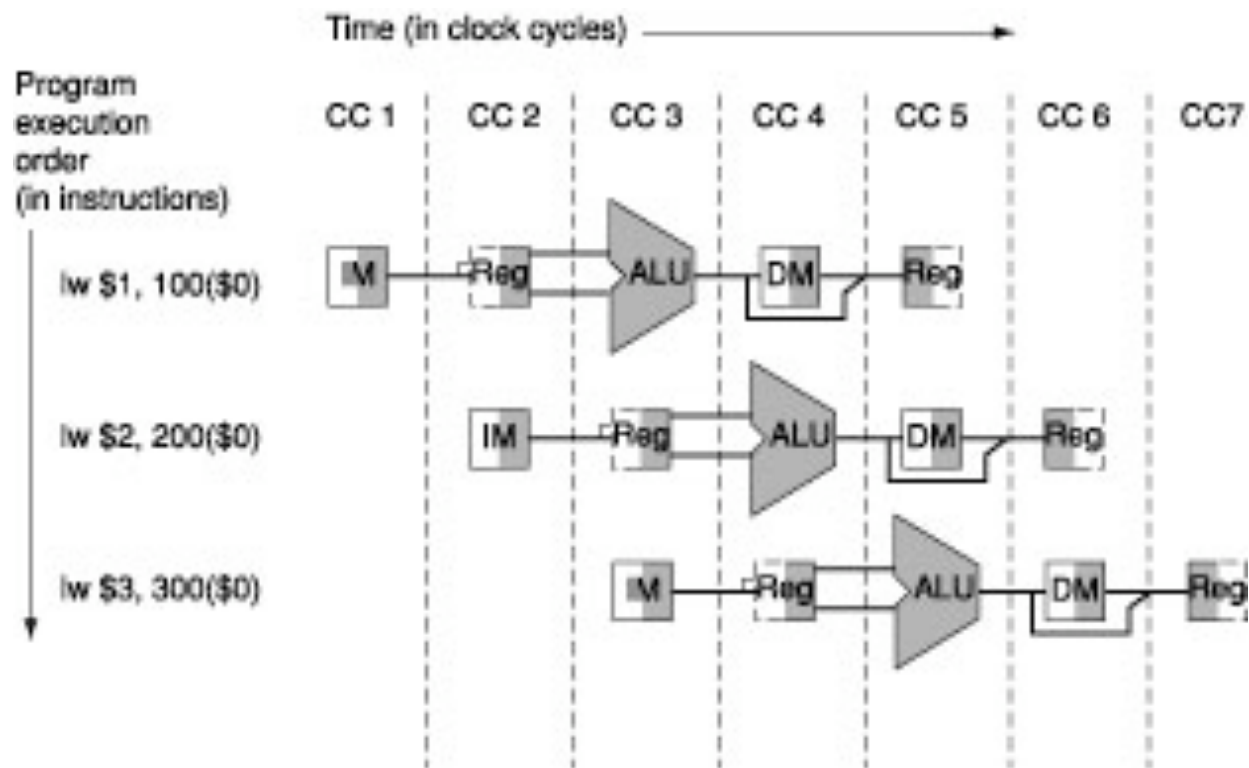 Time (in clock cycles)
Program
execution
order
(in instructions)
CC 1 CC 2 CC 3 CC 4 CC 5 CC 6 CC7
lw $1, 100($0) IM Reg ALU DM Reg
lw $2, 200($0) IM Reg ALU DM Reg
lw $3, 300($0) IM Reg ALU DM Reg